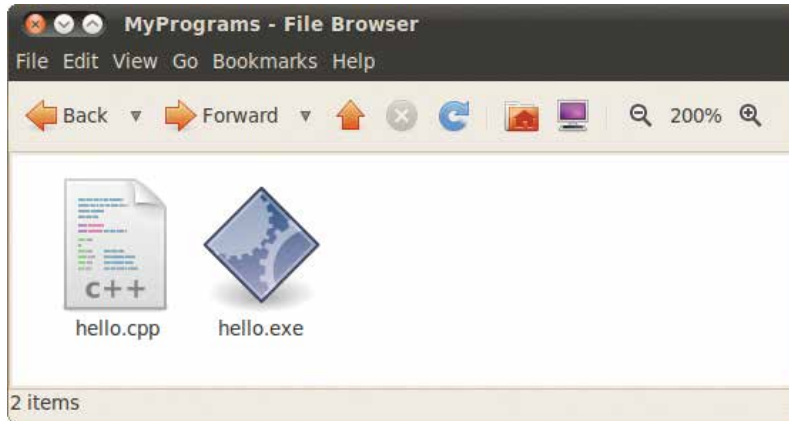 MyPrograms - File Browser
File Edit View Go Bookmarks Help
Back Forward 200%
c++
hello.cpp hello.exe
2 items